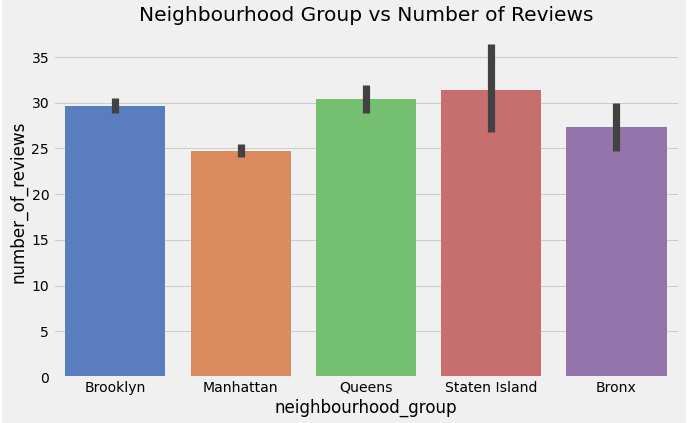 Neighbourhood Group vs Number of Reviews
number_of_reviews
35
30
25
20
15
10
5
0
Brooklyn Manhattan Queens Staten Island Bronx
neighbourhood_group